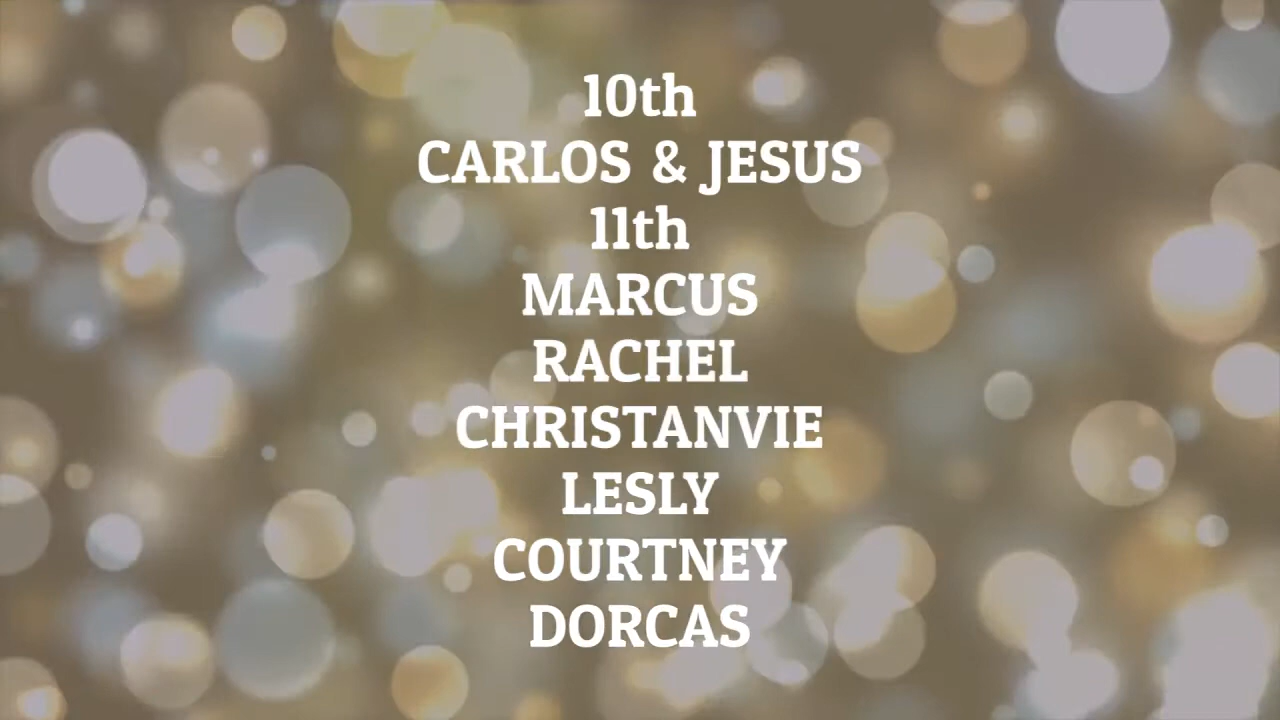 10th
CARLOS & JESUS
11th
MARCUS
RACHEL
CHRISTANVIE
LESLY
COURTNEY
DORCAS